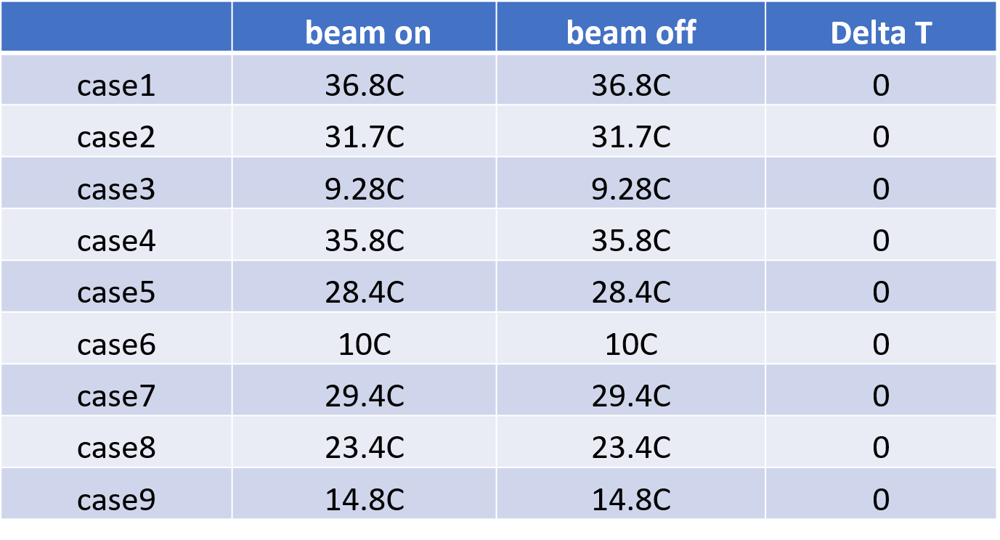 beam on beam off Delta T
case1 36.8C 36.8C 0
case2 31.7C 31.7C 0
case3 9.28C 9.28C 0
case4 35.8C 35.8C 0
case5 28.4C 28.4C 0
case6 10C 10C 0
case7 29.4C 29.4C 0
case8 23.4C 23.4C 0
case9 14.8C 14.8C 0